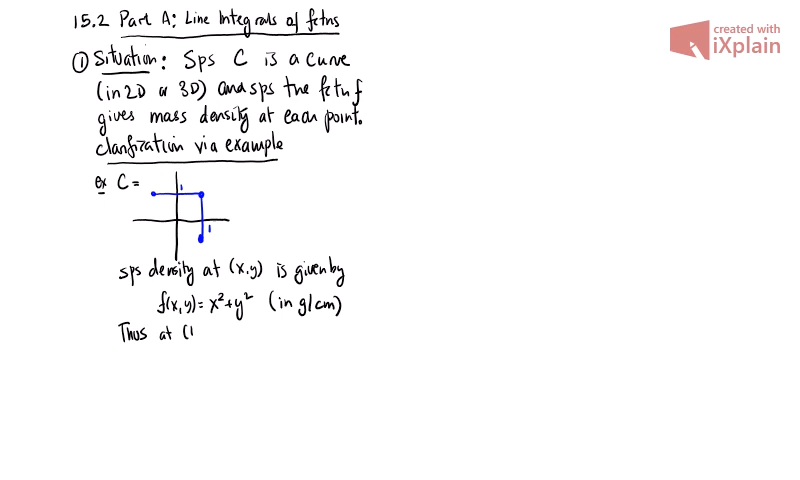 15.2 Part A: Line Integrals of fctns
created with
iXplain
① Situation: Sps C is a curve
(in 2D or 3D) and sps the fctn f
gives mass density at each point.
Clarification via example
ex C =
1
1
sps density at (x,y) is given by
f(x,y) = x²+y² (in g/cm)
Thus at (1